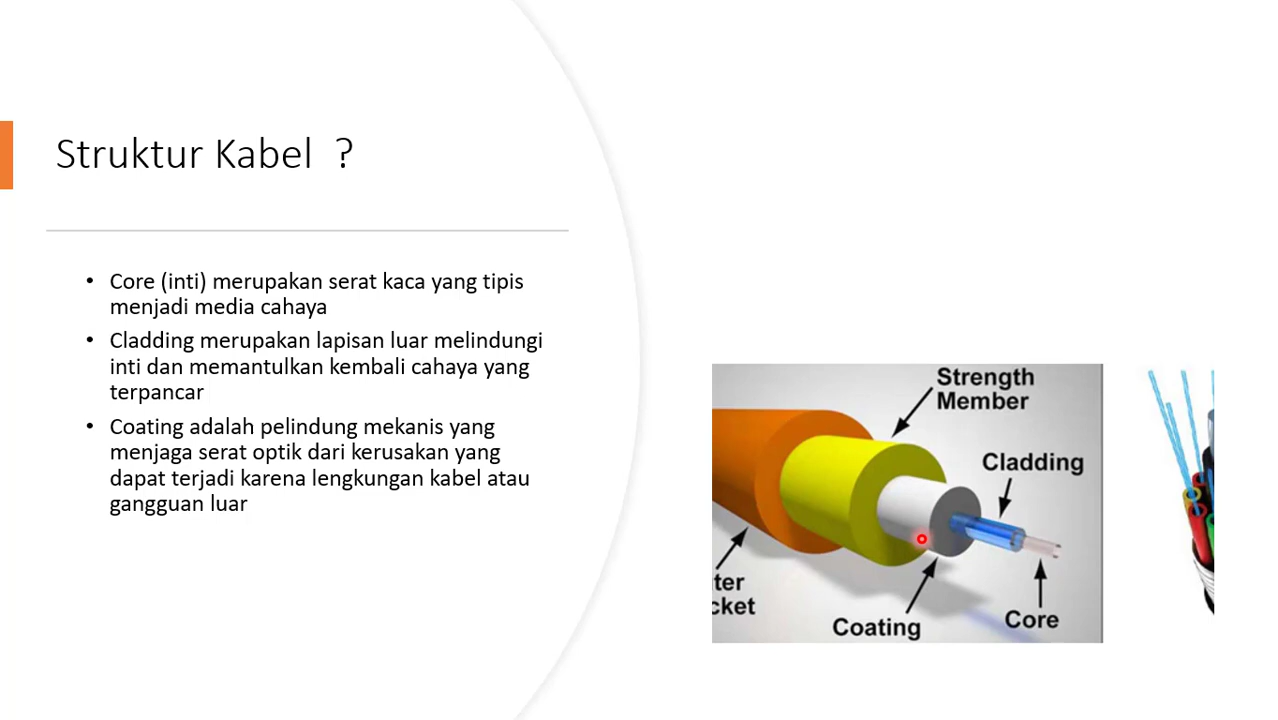 Struktur Kabel ?
• Core (inti) merupakan serat kaca yang tipis
menjadi media cahaya
• Cladding merupakan lapisan luar melindungi
inti dan memantulkan kembali cahaya yang
terpancar
• Coating adalah pelindung mekanis yang
menjaga serat optik dari kerusakan yang
dapat terjadi karena lengkungan kabel atau
gangguan luar
Strength
Member
Cladding
ter
cket
Coating
Core